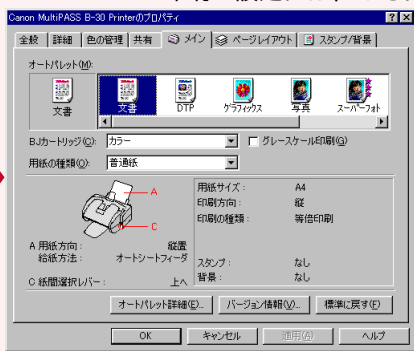 Canon MultiPASS B-30 Printerのプロパティ
全般 詳細 色の管理 共有 メイン ページレイアウト スタンプ/背景
オートパレット(M):
文書 文書 DTP グラフィックス 写真 スーパーフォト
BJカートリッジ(C): カラー グレースケール印刷(G)
用紙の種類(Q): 普通紙
A
C
A 用紙方向: 縦置
給紙方法: オートシートフィーダ
C 紙間選択レバー: 上へ
用紙サイズ: A4
印刷方向: 縦
印刷の種類: 等倍印刷
スタンプ: なし
背景: なし
オートパレット詳細(E)... バージョン情報(V)... 標準に戻す(F)
OK キャンセル 適用(A) ヘルプ